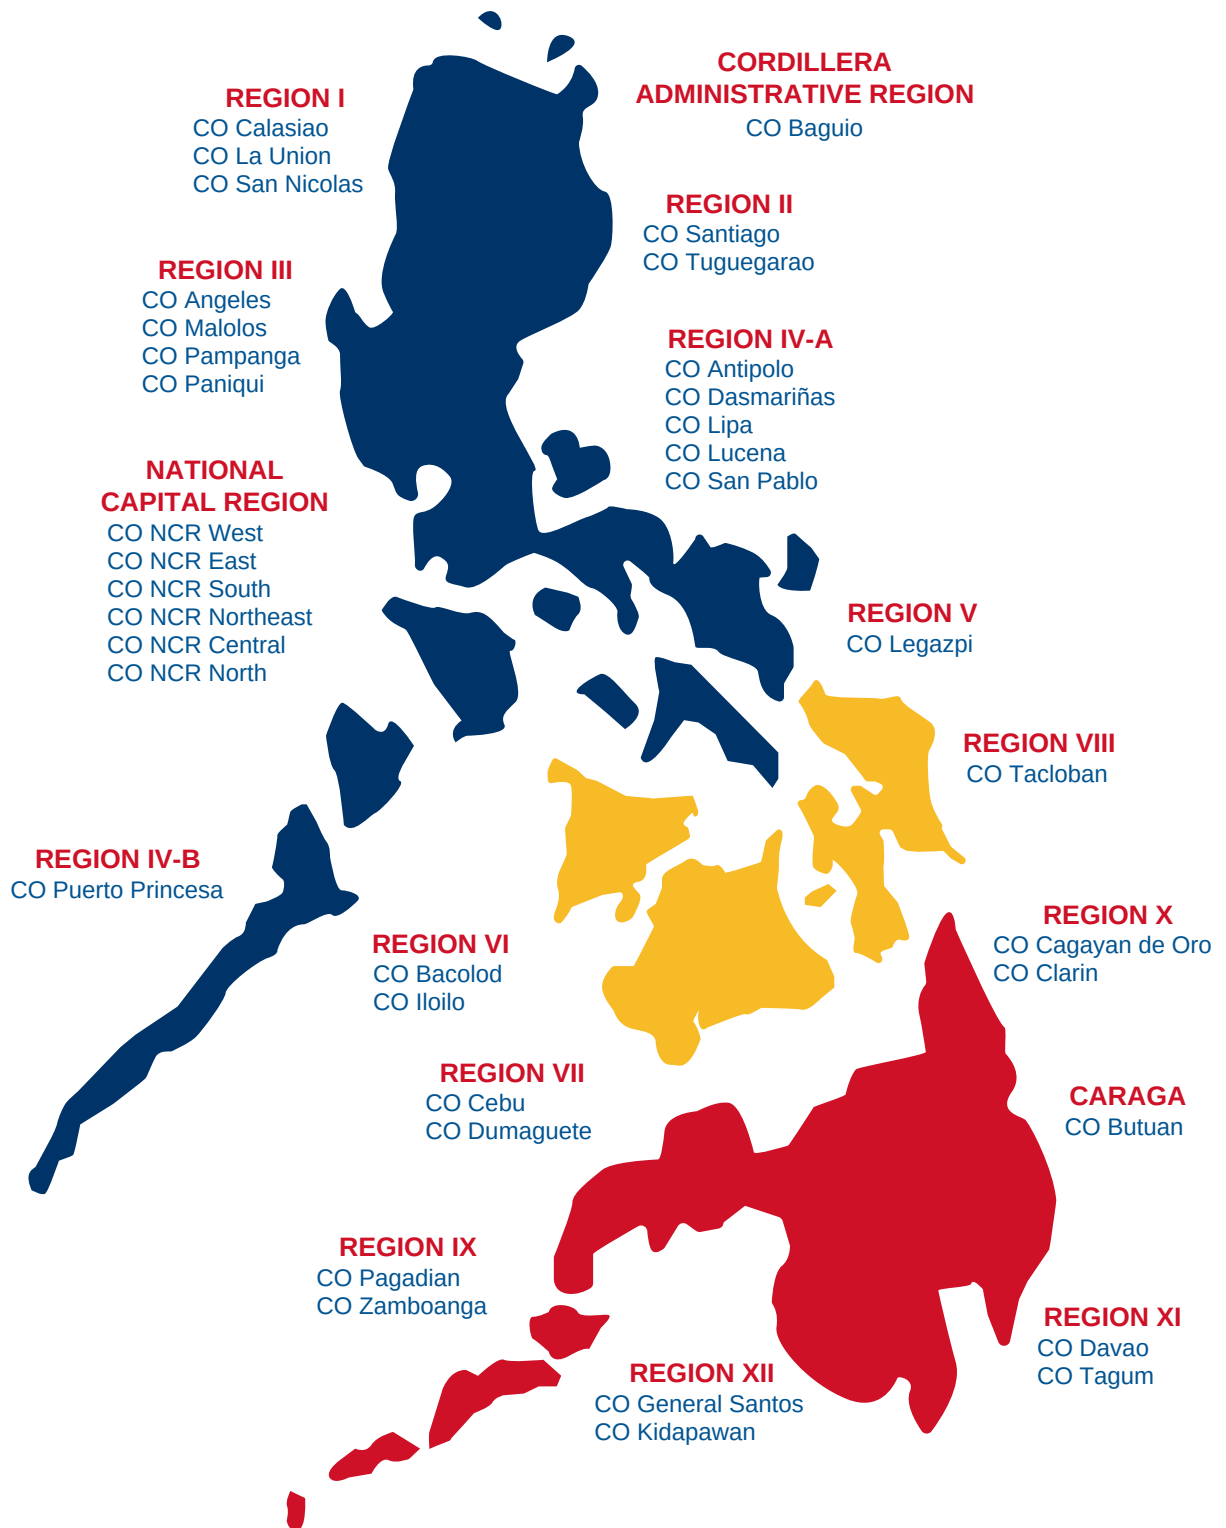 REGION I
CO Calasiao
CO La Union
CO San Nicolas
CORDILLERA
ADMINISTRATIVE REGION
CO Baguio
REGION II
CO Santiago
CO Tuguegarao
REGION III
CO Angeles
CO Malolos
CO Pampanga
CO Paniqui
REGION IV-A
CO Antipolo
CO Dasmariñas
CO Lipa
CO Lucena
CO San Pablo
NATIONAL
CAPITAL REGION
CO NCR West
CO NCR East
CO NCR South
CO NCR Northeast
CO NCR Central
CO NCR North
REGION V
CO Legazpi
REGION VIII
CO Tacloban
REGION IV-B
CO Puerto Princesa
REGION VI
CO Bacolod
CO Iloilo
REGION X
CO Cagayan de Oro
CO Clarin
REGION VII
CO Cebu
CO Dumaguete
CARAGA
CO Butuan
REGION IX
CO Pagadian
CO Zamboanga
REGION XI
CO Davao
CO Tagum
REGION XII
CO General Santos
CO Kidapawan